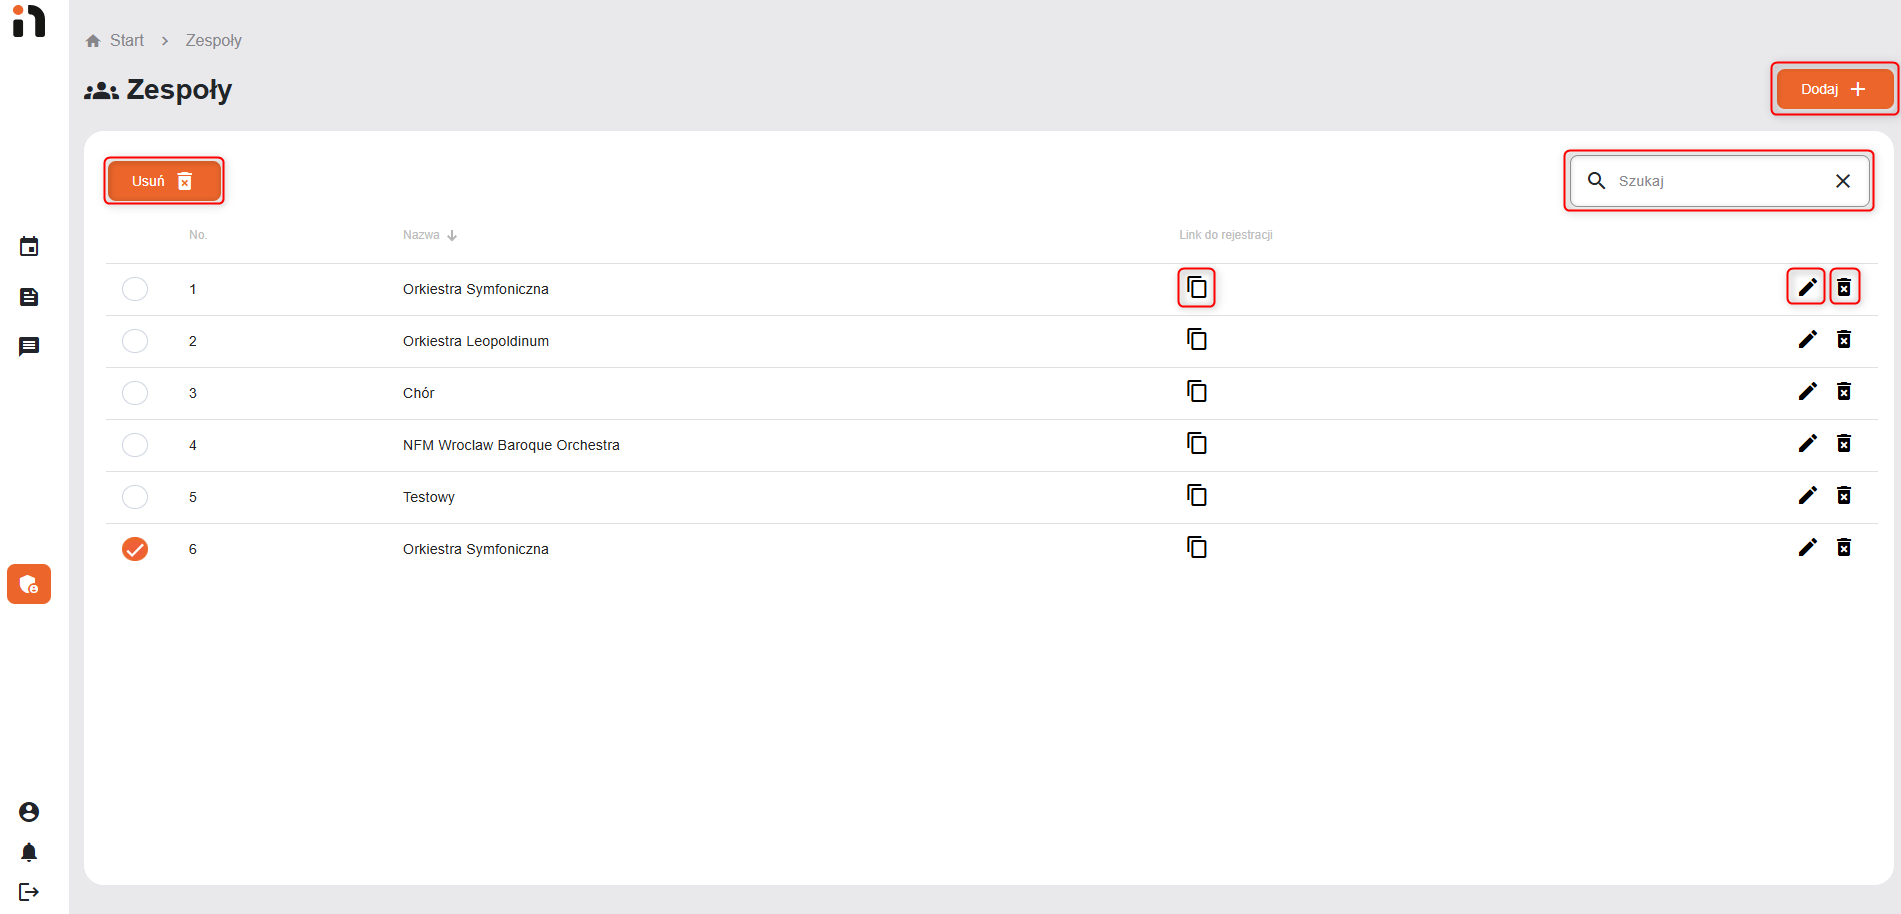 in
Start > Zespoły
Zespoły
Dodaj +
Usuń
Szukaj
No. Nazwa Link do rejestracji
1 Orkiestra Symfoniczna
2 Orkiestra Leopoldinum
3 Chór
4 NFM Wroclaw Baroque Orchestra
5 Testowy
6 Orkiestra Symfoniczna